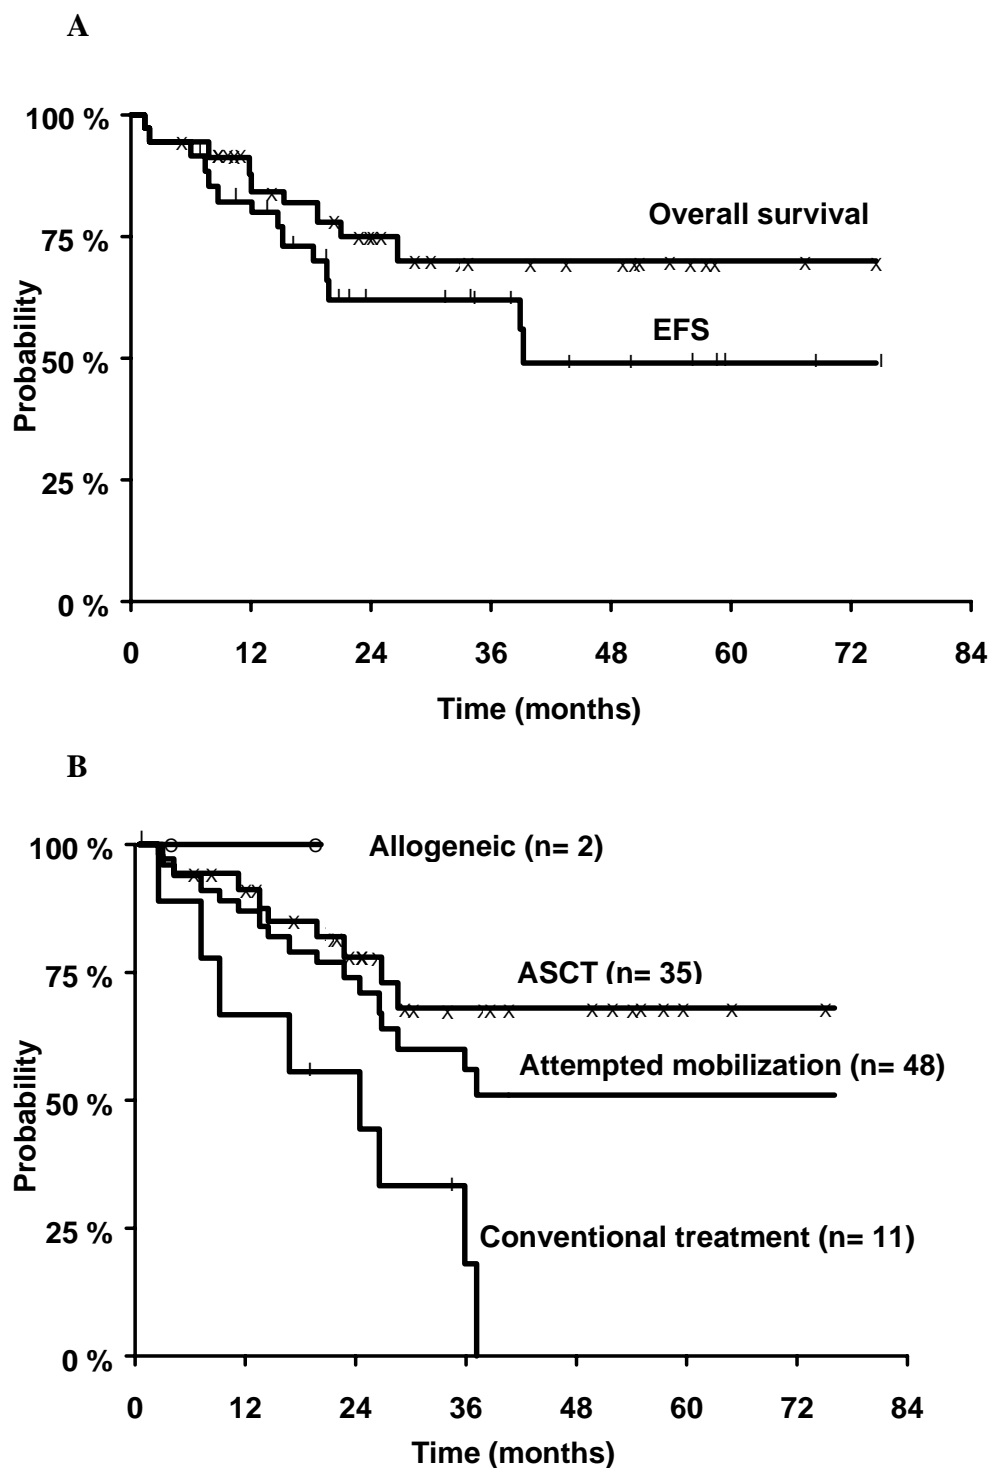 A
100 %
75 %
50 %
25 %
0 %
Probability
Overall survival
EFS
0 12 24 36 48 60 72 84
Time (months)
B
100 %
75 %
50 %
25 %
0 %
Probability
Allogeneic (n= 2)
ASCT (n= 35)
Attempted mobilization (n= 48)
Conventional treatment (n= 11)
0 12 24 36 48 60 72 84
Time (months)